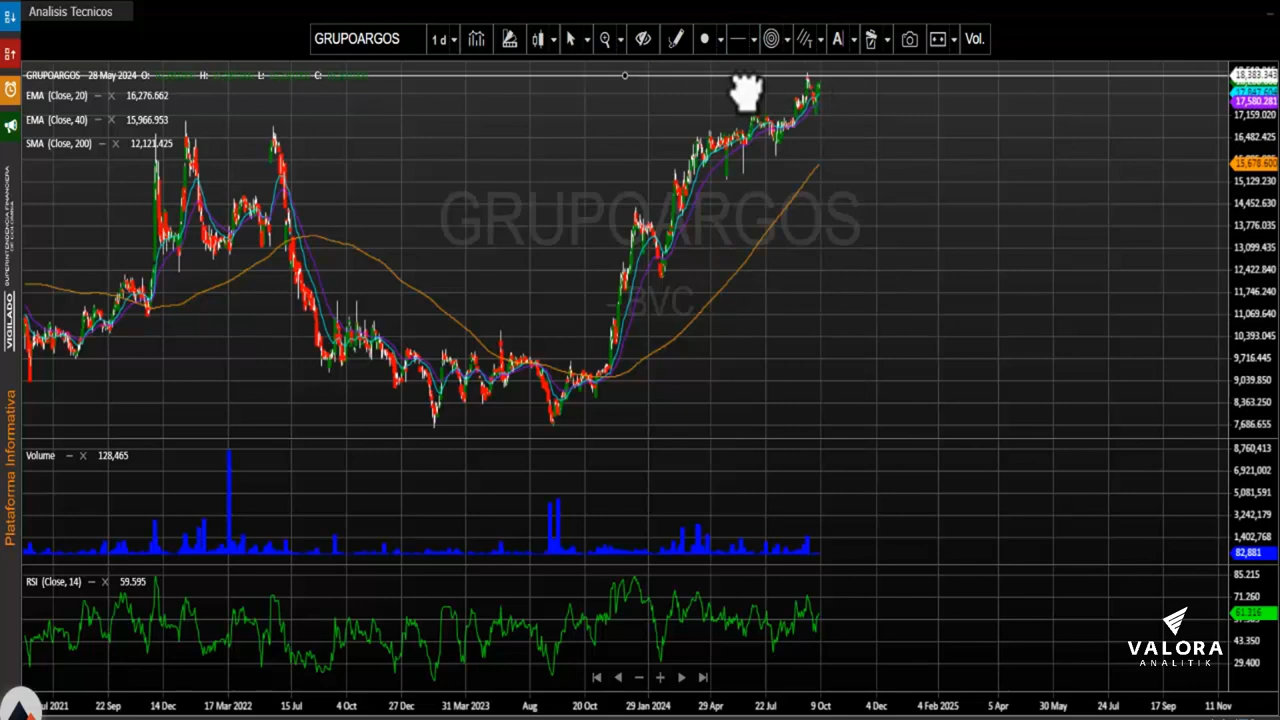 Analisis Tecnicos
GRUPOARGOS
1 d
Vol.
GRUPOARGOS 28 May 2024 O: H: L: C:
EMA (Close, 20) – X 16,276.662
EMA (Close, 40) – X 15,966.953
SMA (Close, 200) – X 12,121.425
GRUPOARGOS
- BVC
18,383.343
17,580.281
17,159.020
16,482.425
15,678.600
15,129.230
14,452.630
13,776.035
13,099.435
12,422.840
11,746.240
11,069.640
10,393.045
9,716.445
9,039.850
8,363.250
7,686.655
Volume – X 128,465
8,760,413
6,921,002
5,081,591
3,242,179
1,402,768
82,881
RSI (Close, 14) – X 59.595
85.215
71.260
61.316
43.350
29.400
VALORA
ANALITIK
22 Sep 14 Dec 17 Mar 2022 15 Jul 4 Oct 27 Dec 31 Mar 2023 Aug 20 Oct 29 Jan 2024 29 Apr 22 Jul 9 Oct 4 Dec 4 Feb 2025 4 Apr 30 May 24 Jul 17 Sep 11 Nov
VIGILADO
SUPERINTENDENCIA FINANCIERA
Plataforma Informativa